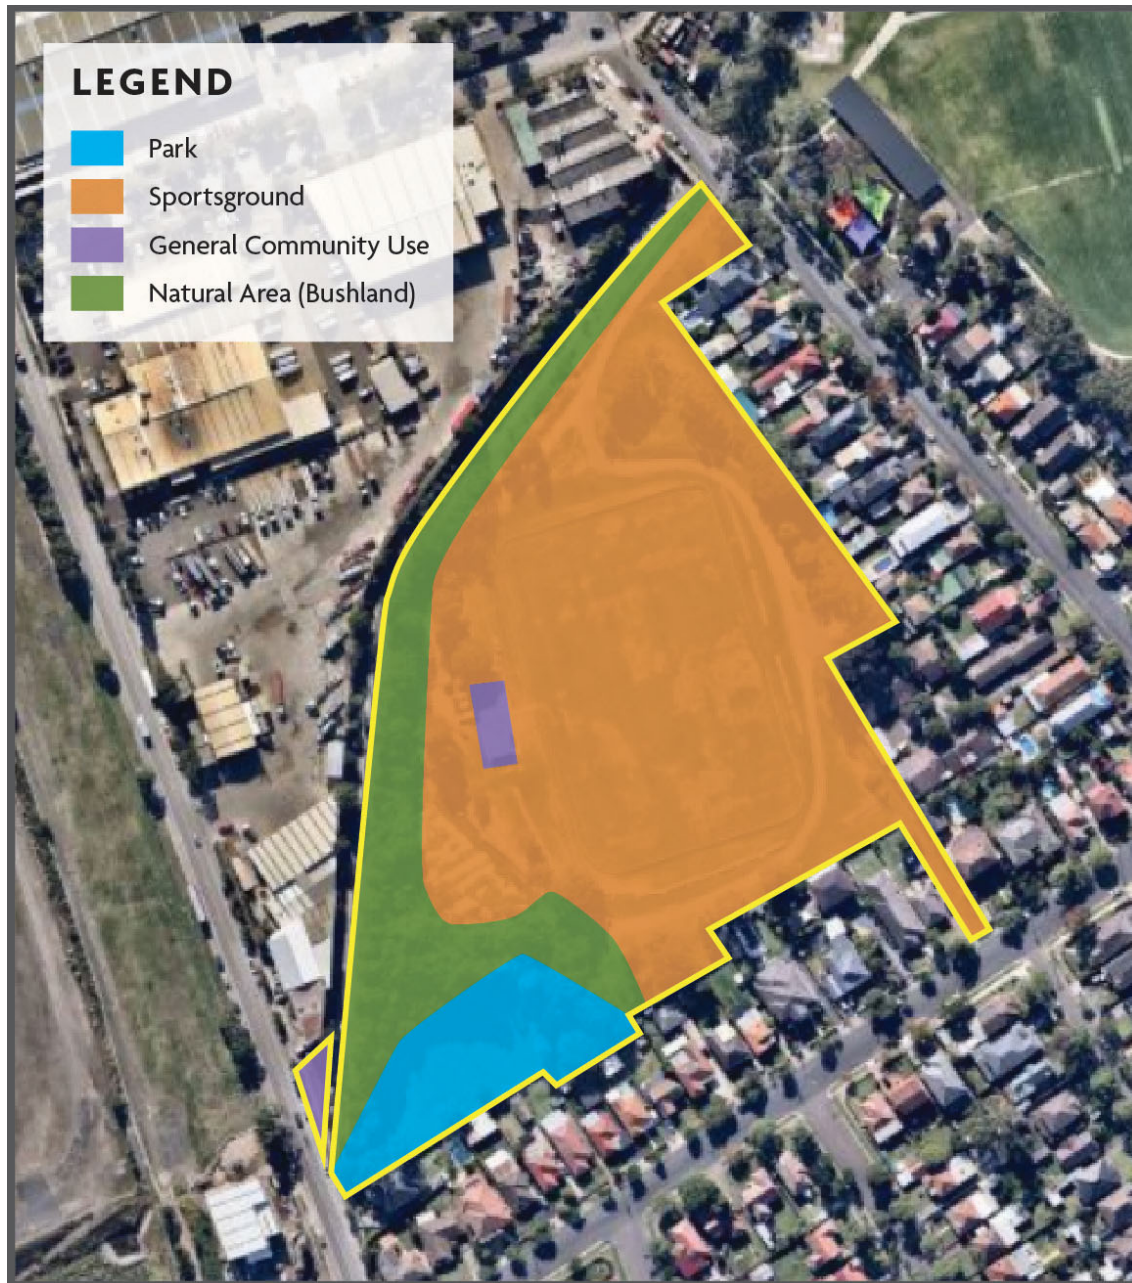 LEGEND
Park
Sportsground
General Community Use
Natural Area (Bushland)